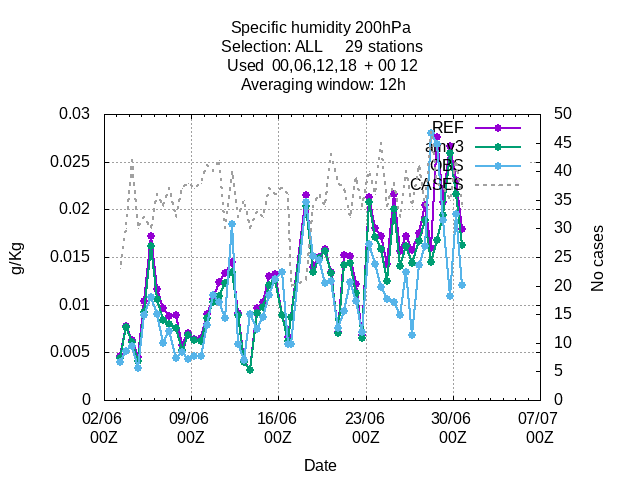 Specific humidity 200hPa
Selection: ALL 29 stations
Used 00,06,12,18 + 00 12
Averaging window: 12h
0.03
0.025
0.02
0.015
0.01
0.005
0
g/Kg
50
45
40
35
30
25
20
15
10
5
0
No cases
REF
OBS
CASES
02/06 09/06 16/06 23/06 30/06 07/07
00Z 00Z 00Z 00Z 00Z 00Z
Date